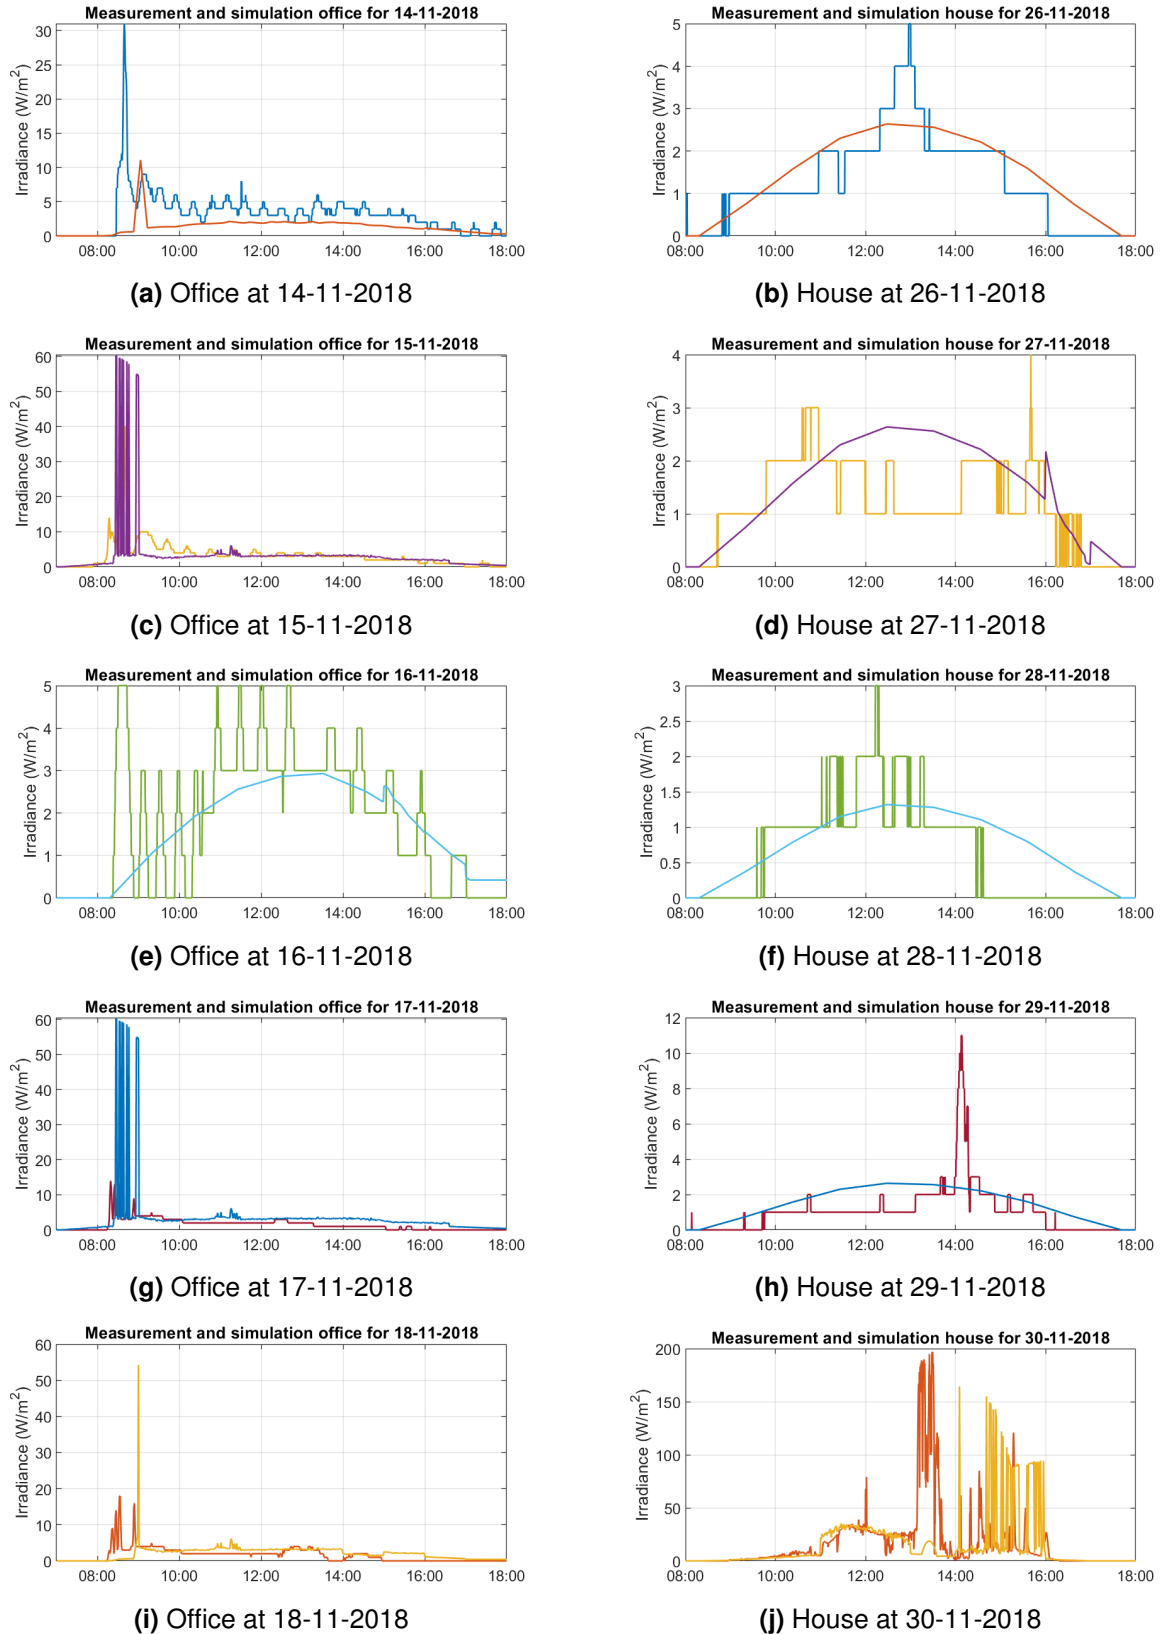 Measurement and simulation office for 14-11-2018
Irradiance (W/m²)
30
25
20
15
10
5
0
08:00 10:00 12:00 14:00 16:00 18:00
(a) Office at 14-11-2018
Measurement and simulation house for 26-11-2018
Irradiance (W/m²)
5
4
3
2
1
0
08:00 10:00 12:00 14:00 16:00 18:00
(b) House at 26-11-2018
Measurement and simulation office for 15-11-2018
Irradiance (W/m²)
60
50
40
30
20
10
0
08:00 10:00 12:00 14:00 16:00 18:00
(c) Office at 15-11-2018
Measurement and simulation house for 27-11-2018
Irradiance (W/m²)
4
3
2
1
0
08:00 10:00 12:00 14:00 16:00 18:00
(d) House at 27-11-2018
Measurement and simulation office for 16-11-2018
Irradiance (W/m²)
5
4
3
2
1
0
08:00 10:00 12:00 14:00 16:00 18:00
(e) Office at 16-11-2018
Measurement and simulation house for 28-11-2018
Irradiance (W/m²)
3
2.5
2
1.5
1
0.5
0
08:00 10:00 12:00 14:00 16:00 18:00
(f) House at 28-11-2018
Measurement and simulation office for 17-11-2018
Irradiance (W/m²)
60
50
40
30
20
10
0
08:00 10:00 12:00 14:00 16:00 18:00
(g) Office at 17-11-2018
Measurement and simulation house for 29-11-2018
Irradiance (W/m²)
12
10
8
6
4
2
0
08:00 10:00 12:00 14:00 16:00 18:00
(h) House at 29-11-2018
Measurement and simulation office for 18-11-2018
Irradiance (W/m²)
60
50
40
30
20
10
0
08:00 10:00 12:00 14:00 16:00 18:00
(i) Office at 18-11-2018
Measurement and simulation house for 30-11-2018
Irradiance (W/m²)
200
150
100
50
0
08:00 10:00 12:00 14:00 16:00 18:00
(j) House at 30-11-2018